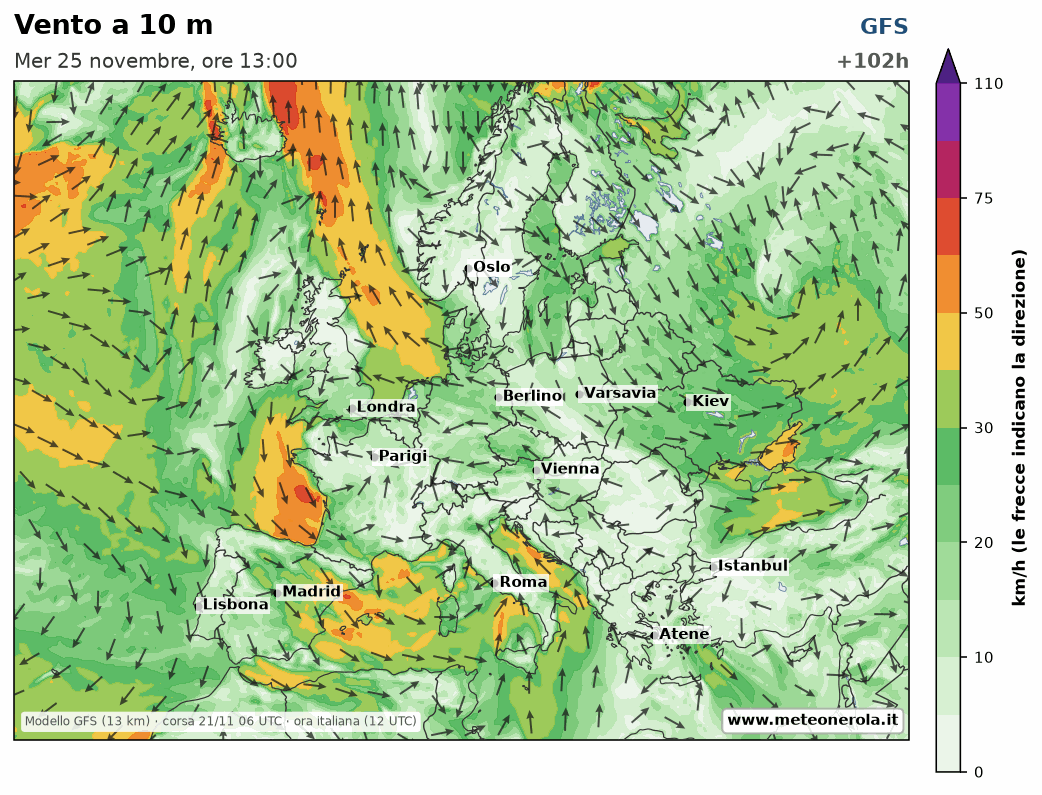 Vento a 10 m
GFS
Mer 25 novembre, ore 13:00
+102h
110
75
50
30
20
10
0
km/h (le frecce indicano la direzione)
Oslo
Londra
Berlino
Varsavia
Kiev
Parigi
Vienna
Istanbul
Roma
Madrid
Lisbona
Atene
Modello GFS (13 km) · corsa 21/11 06 UTC · ora italiana (12 UTC)
www.meteonerola.it